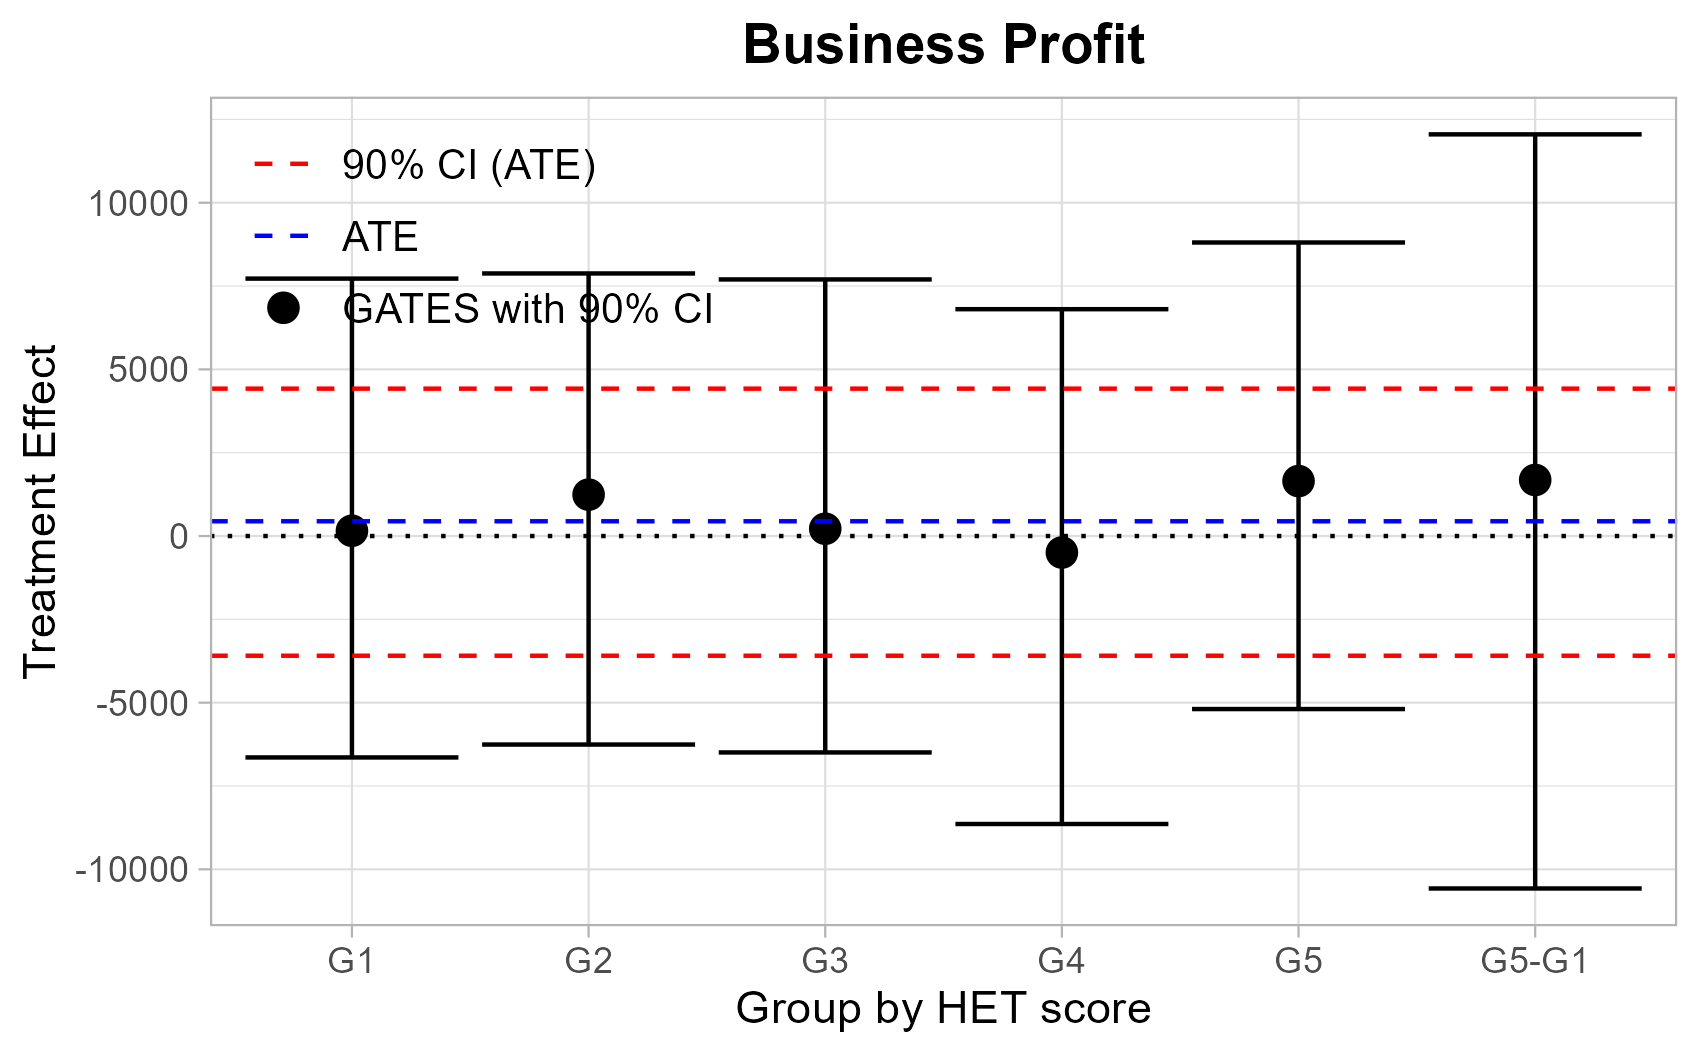 Business Profit
90% CI (ATE)
ATE
GATES with 90% CI
10000
5000
0
-5000
-10000
Treatment Effect
G1
G2
G3
G4
G5
G5-G1
Group by HET score